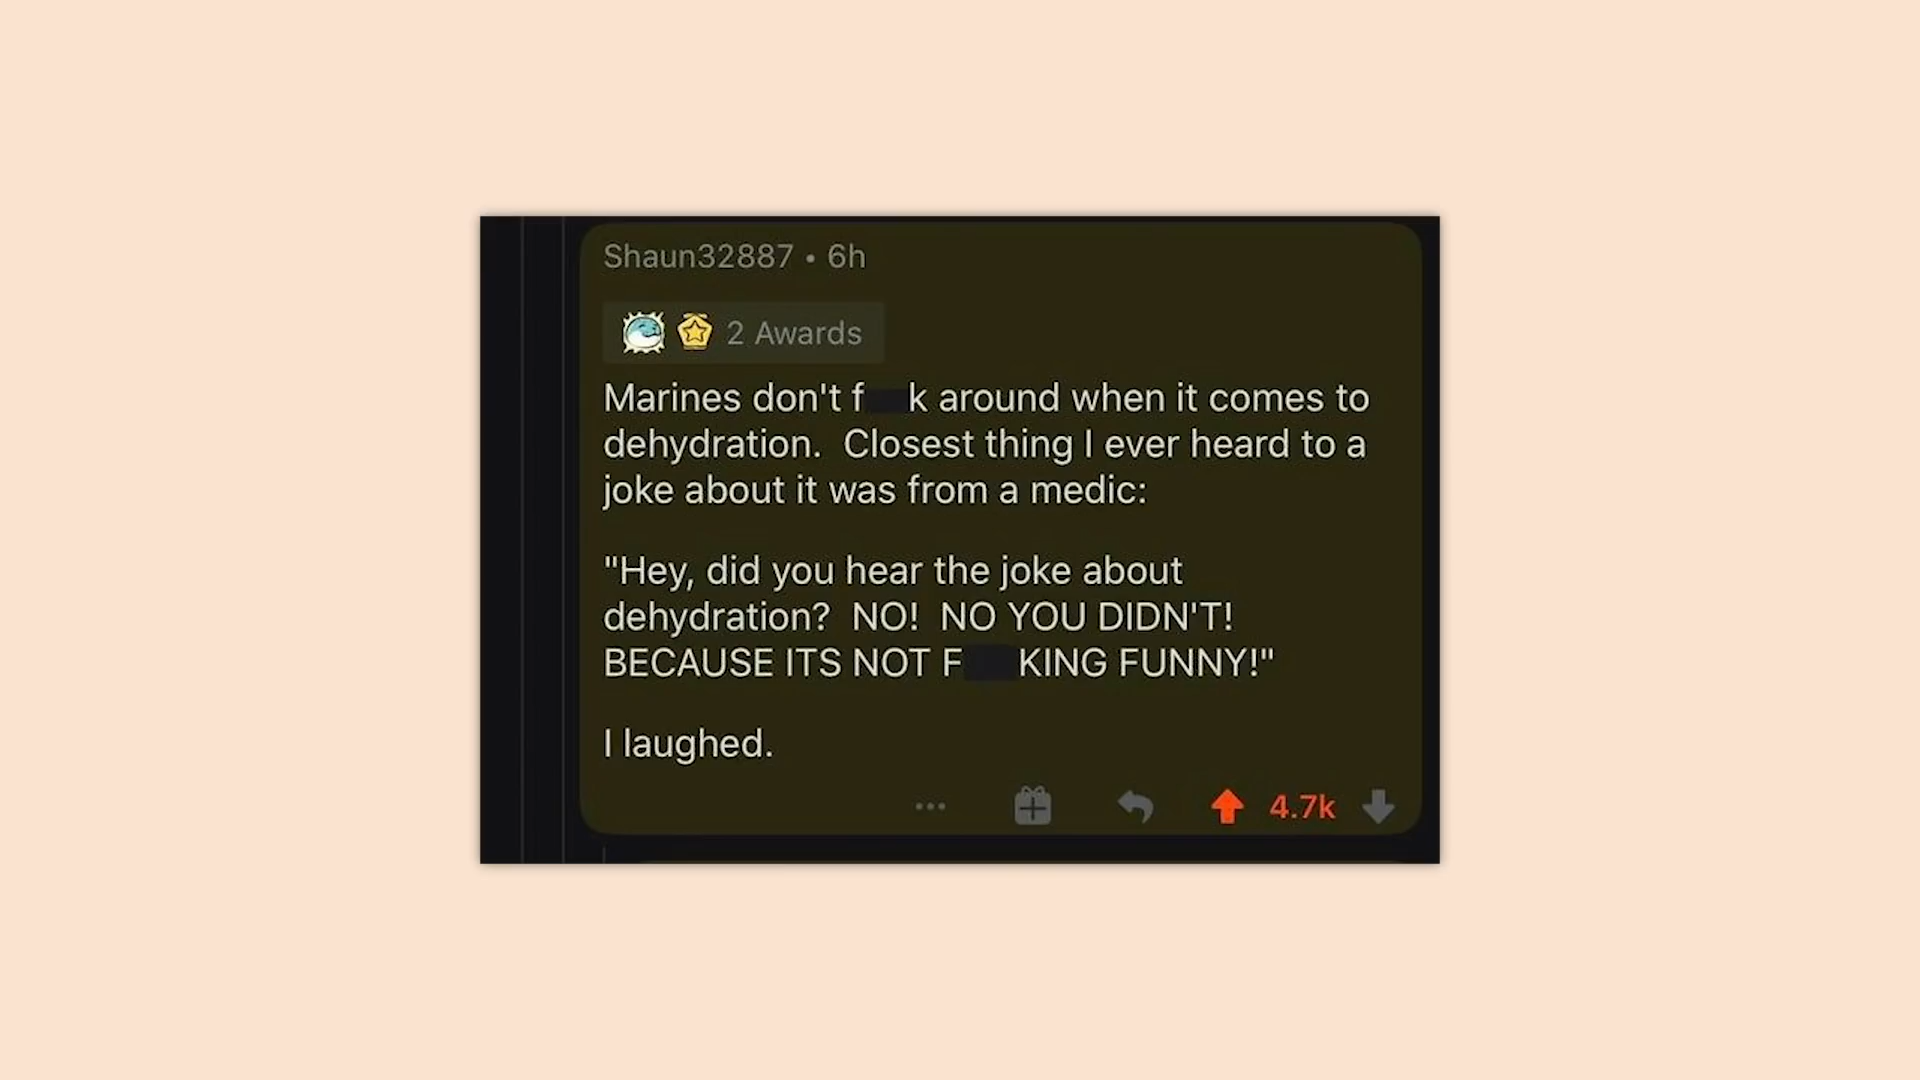 Shaun32887 • 6h
2 Awards
Marines don't f k around when it comes to
dehydration.  Closest thing I ever heard to a
joke about it was from a medic:
"Hey, did you hear the joke about
dehydration?  NO!  NO YOU DIDN'T!
BECAUSE ITS NOT F KING FUNNY!"
I laughed.
4.7k